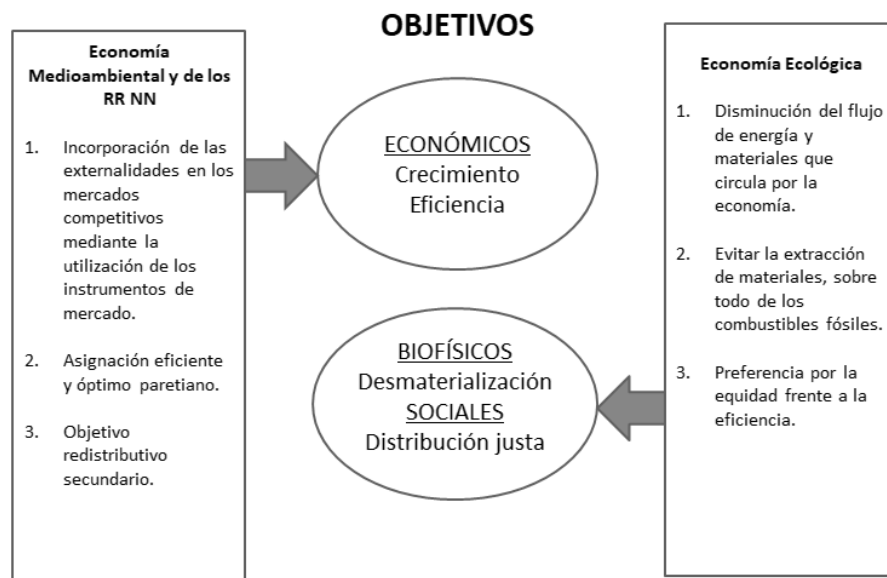 OBJETIVOS
Economía
Medioambiental y de los
RR NN
1. Incorporación de las
externalidades en los
mercados
competitivos
mediante la
utilización de los
instrumentos de
mercado.
2. Asignación eficiente
y óptimo paretiano.
3. Objetivo
redistributivo
secundario.
ECONÓMICOS
Crecimiento
Eficiencia
BIOFÍSICOS
Desmaterialización
SOCIALES
Distribución justa
Economía Ecológica
1. Disminución del flujo
de energía y
materiales que
circula por la
economía.
2. Evitar la extracción
de materiales, sobre
todo de los
combustibles fósiles.
3. Preferencia por la
equidad frente a la
eficiencia.